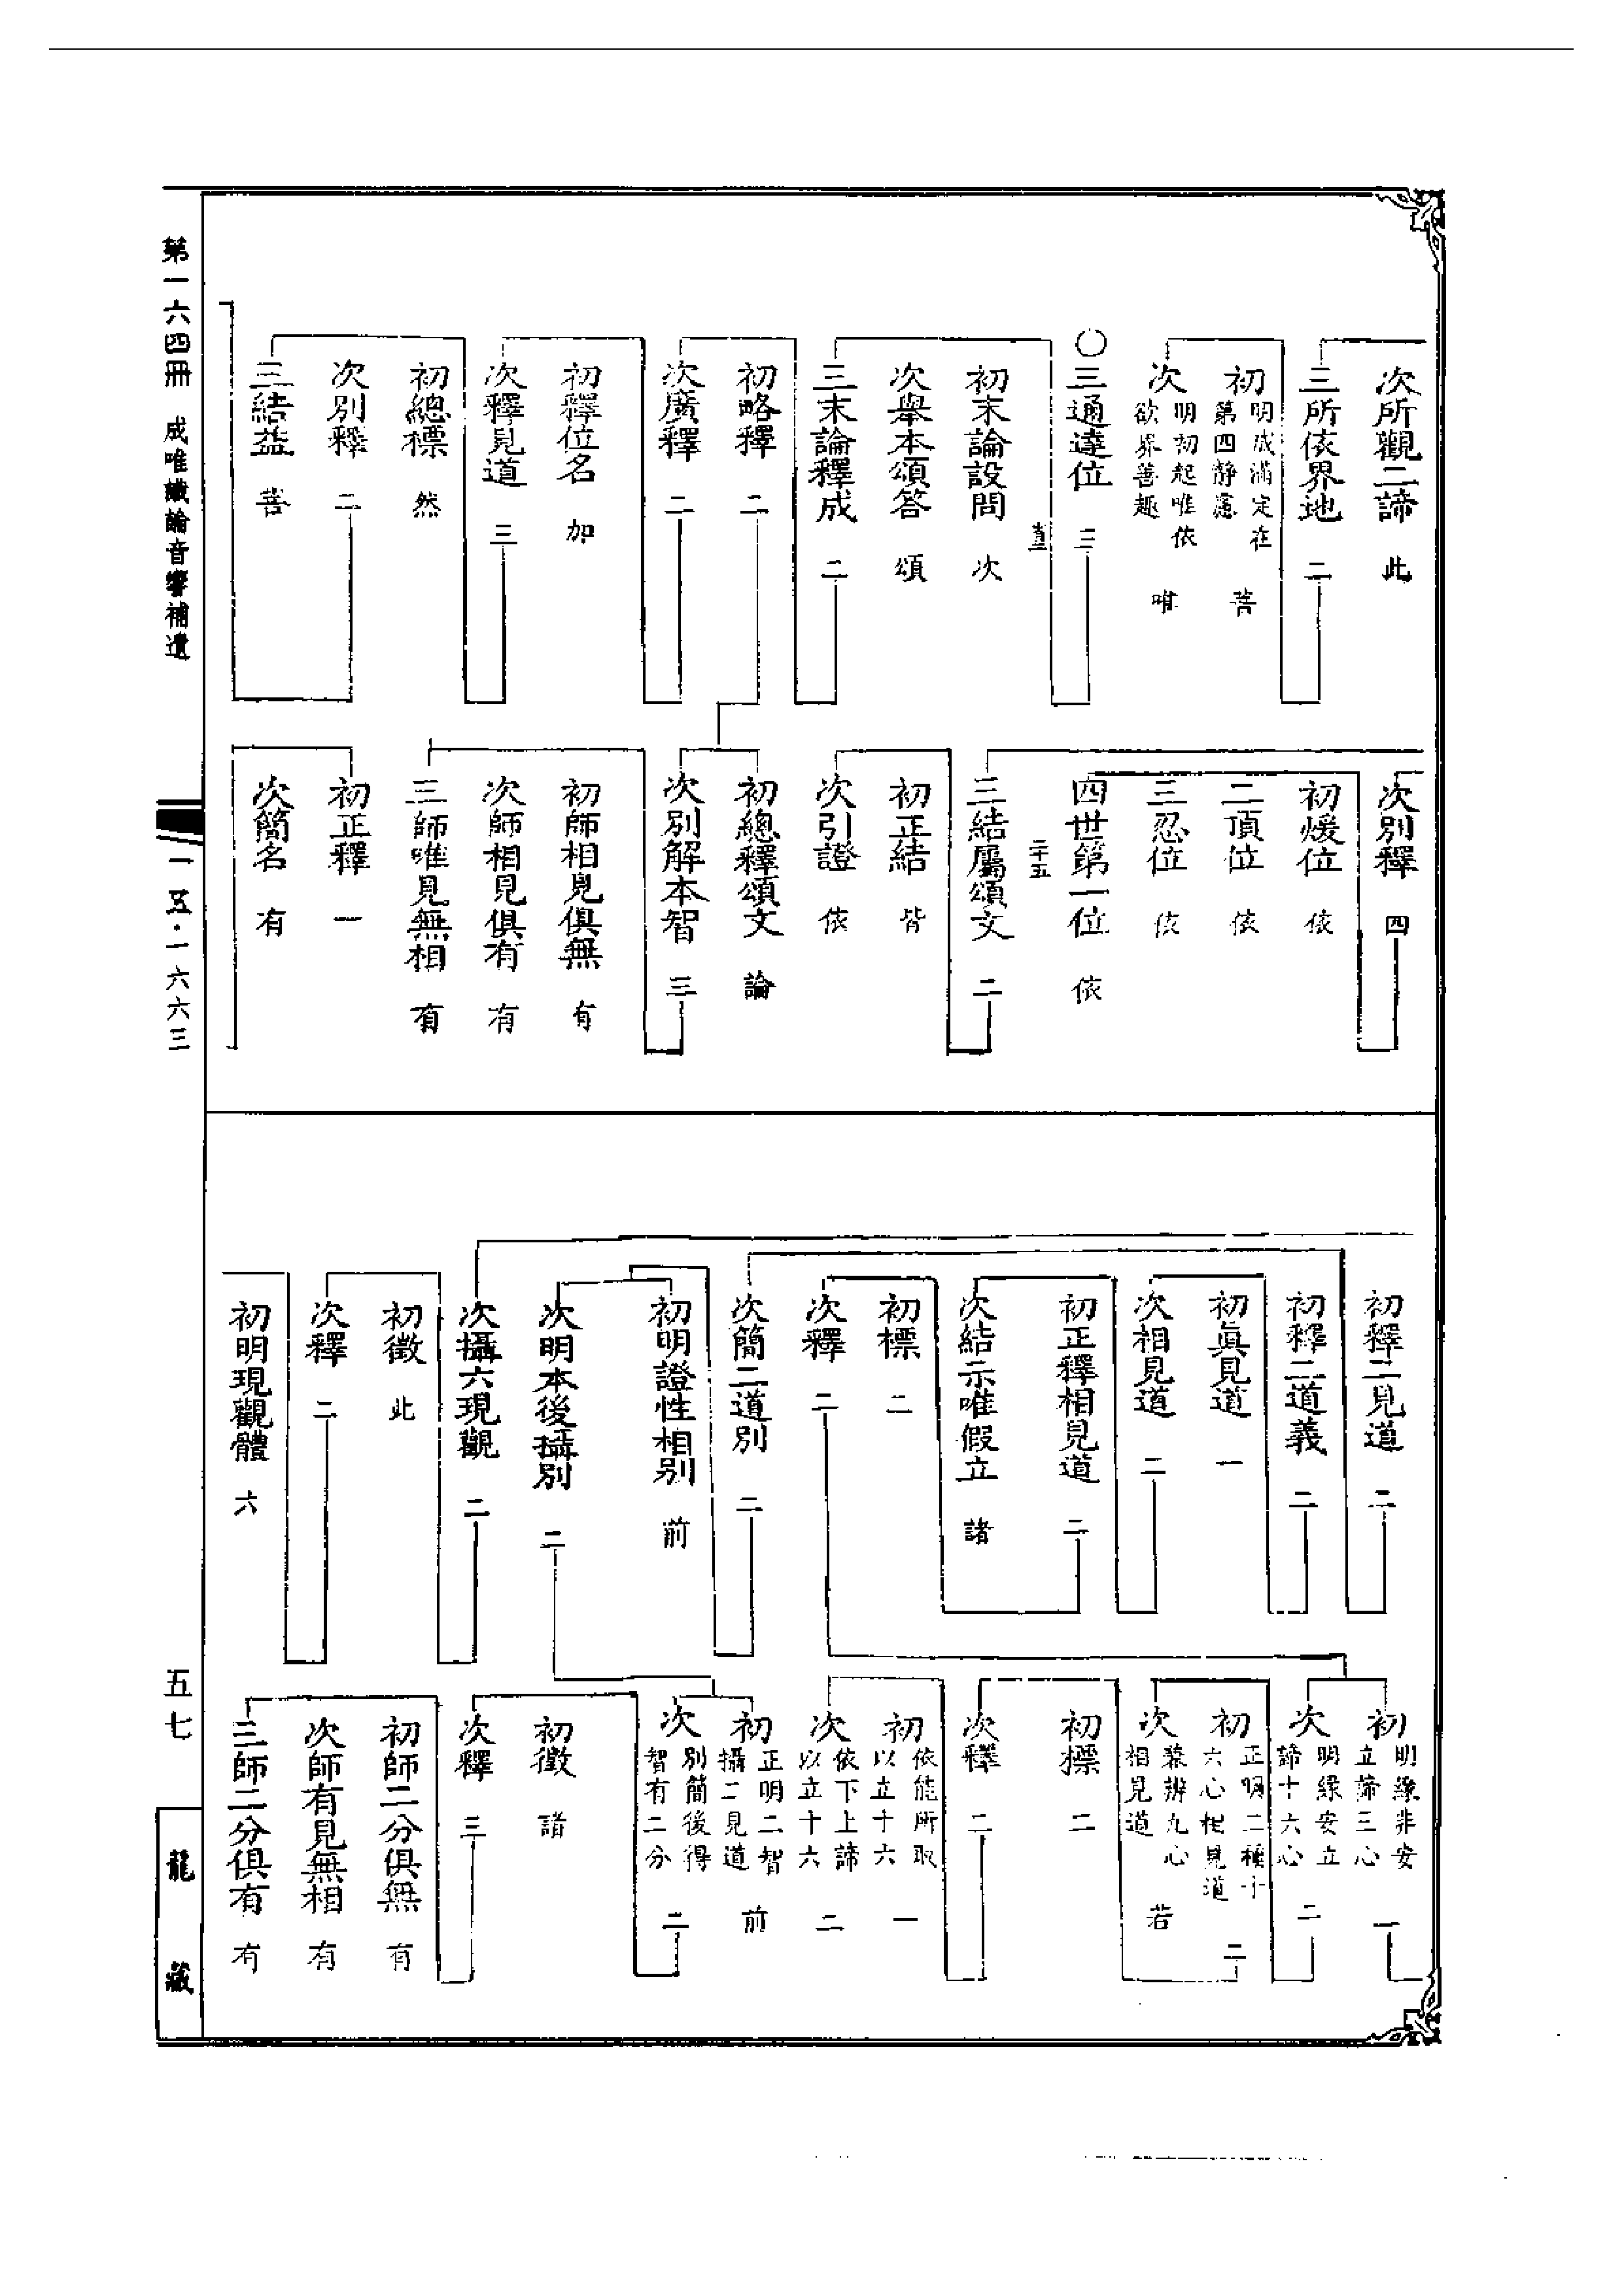 次所觀二諦 此
三所依界地 二
初 明成滿定在第四靜慮 菩
次 明初起唯依欲界善趣 唯
〇三通達位 三
初末論設問 次
次舉本頌答 頌
三末論釋成 二
初略釋 二
次廣釋 二
初釋位名 加
次釋見道 三
初總標 然
次別釋 二
三結益 菩
次別釋 四
初煖位 依
二頂位 依
三忍位 依
四世第一位 依
二十五
三結屬頌文 二
初正結 皆
次引證 依
初總釋頌文 論
次別解本智 三
初師相見俱無 有
次師相見俱有 有
三師唯見無相 有
初正釋 一
次簡名 有
初釋二見道 二
初釋二道義 二
初眞見道 一
次相見道 二
初正釋相見道 二
次結示唯假立 諸
初標 二
次釋 二
次簡二道別 二
初明證性相別 前
次明本後攝別 二
次攝六現觀 二
初徵 此
次釋 二
初明現觀體 六
初 明緣非安立諦三心 一
次 明緣安立諦十六心 二
初 正明二種十六心相見道 二
次 兼辨九心相見道 若
初標 二
次釋 二
初 依能所取以立十六 一
次 依下上諦以立十六 二
初 正明二智攝二見道 前
次 別簡後得智有二分 二
初徵 諸
次釋 三
初師二分俱無 有
次師有見無相 有
三師二分俱有 有
第一六四冊 成唯識論音響補遺
一五·一六六三
五七
龍藏